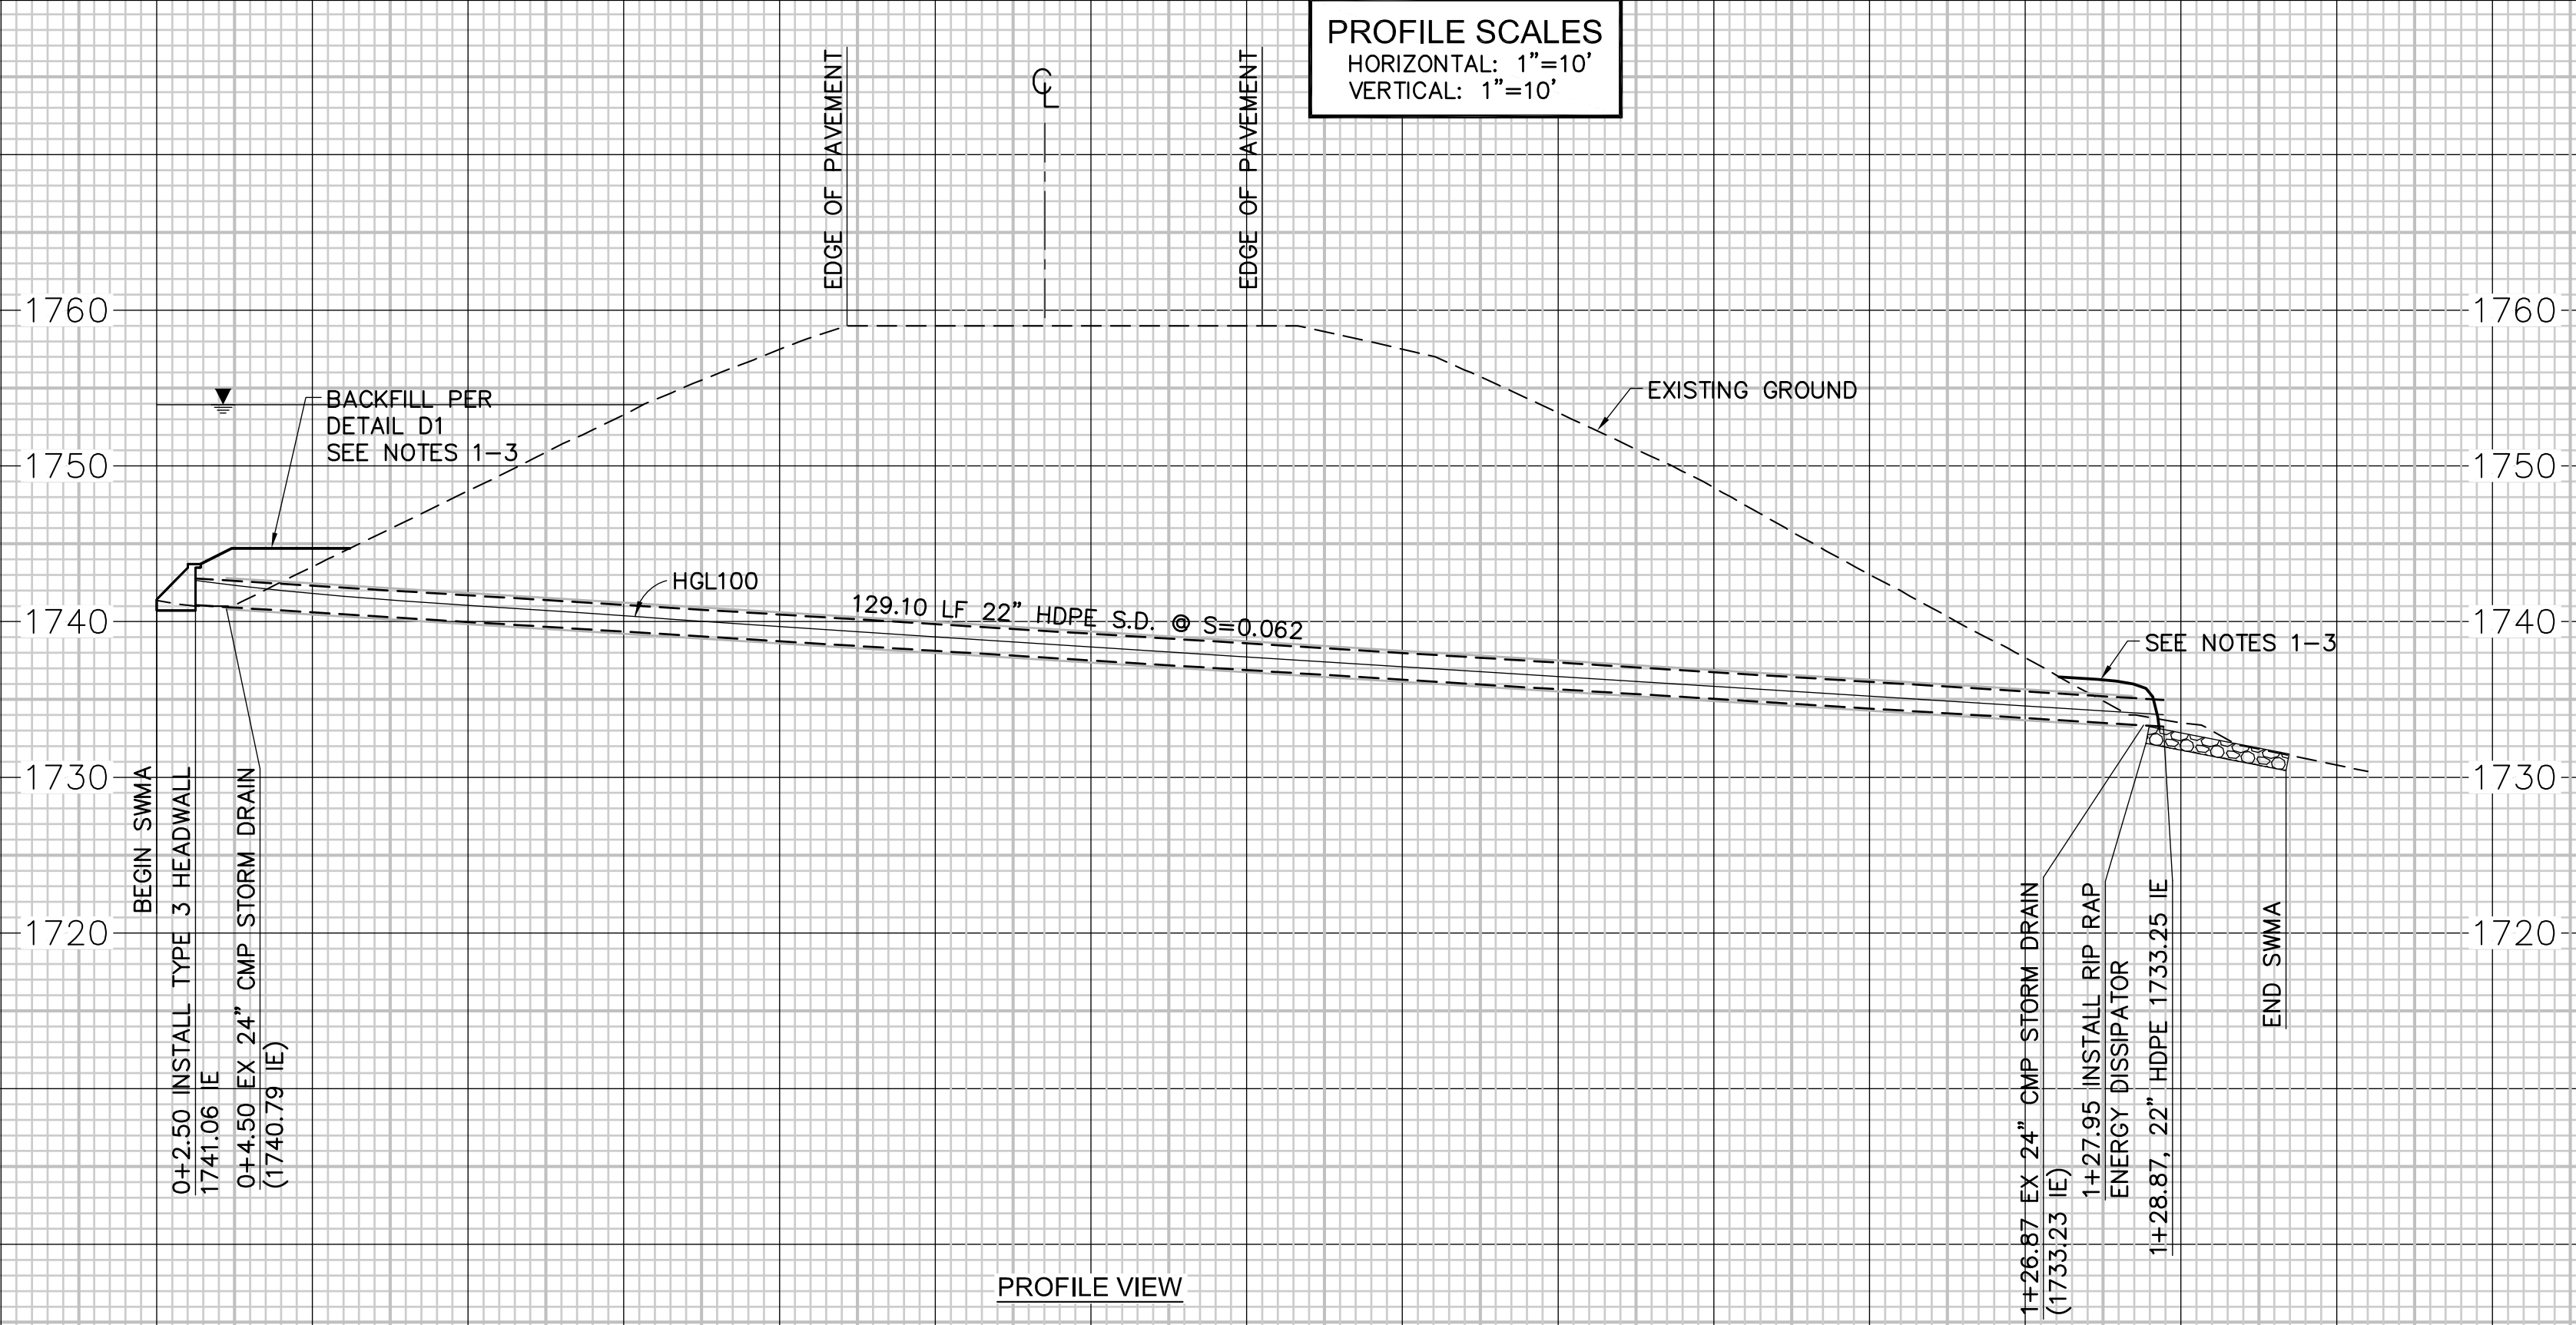 PROFILE SCALES
HORIZONTAL: 1"=10'
VERTICAL: 1"=10'
EDGE OF PAVEMENT
℄
EDGE OF PAVEMENT
1760
1760
BACKFILL PER
DETAIL D1
SEE NOTES 1-3
EXISTING GROUND
1750
1750
HGL100
129.10 LF 22" HDPE S.D. @ S=0.062
1740
1740
SEE NOTES 1-3
1730
1730
BEGIN SWMA
0+2.50 INSTALL TYPE 3 HEADWALL
1741.06 IE
0+4.50 EX 24" CMP STORM DRAIN
(1740.79 IE)
1720
1720
1+26.87 EX 24" CMP STORM DRAIN
(1733.23 IE)
1+27.95 INSTALL RIP RAP
ENERGY DISSIPATOR
1+28.87, 22" HDPE 1733.25 IE
END SWMA
PROFILE VIEW